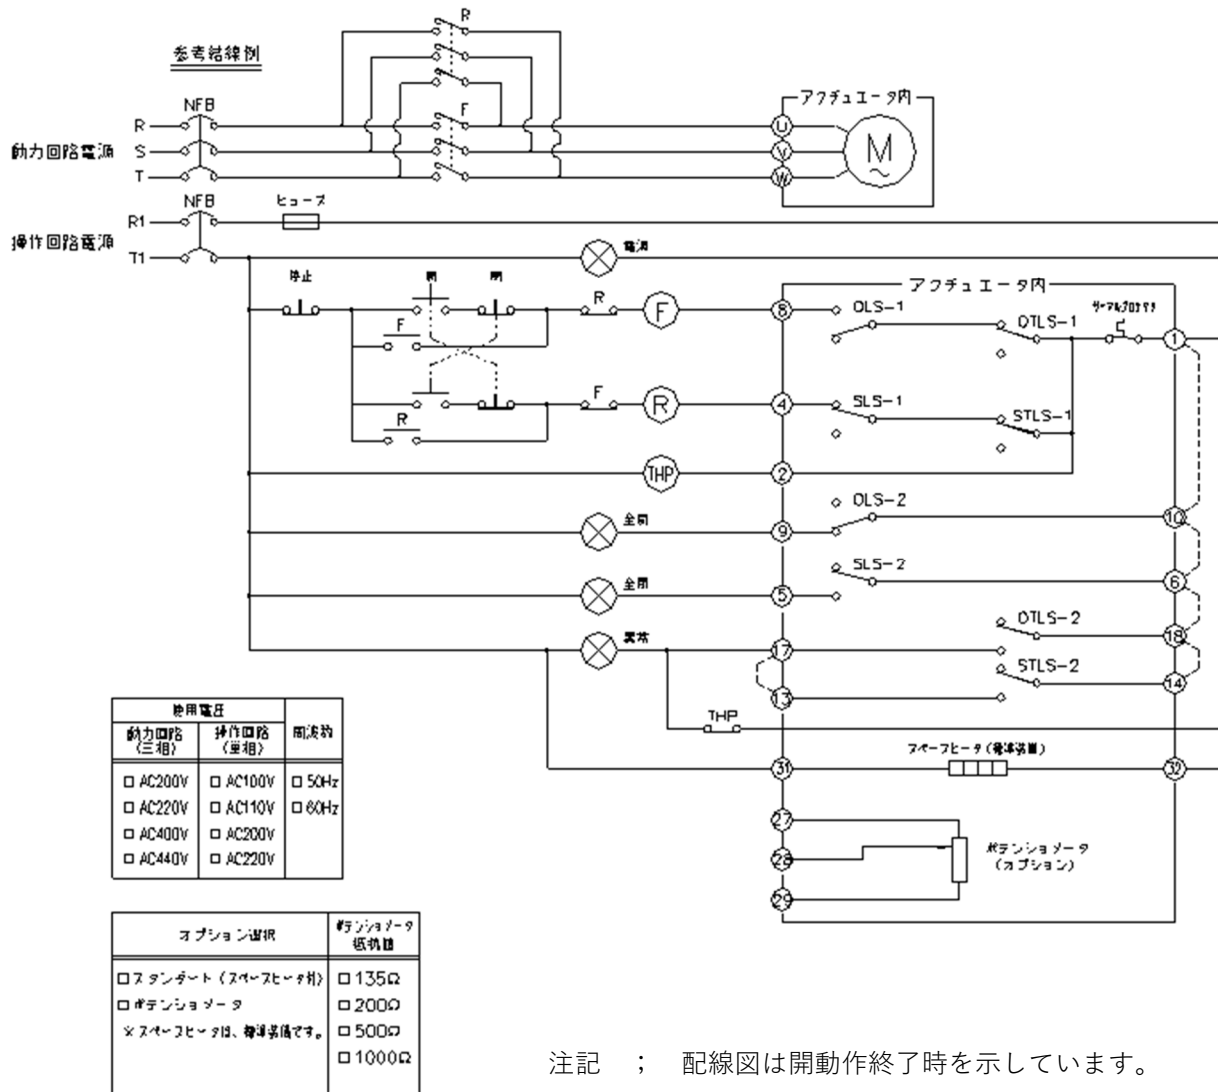 参考結線例
R
NFB
F
R
動力回路電源 S
T
アクチュエータ内
U
V
W
M
NFB
ヒューズ
R1
操作回路電源
T1
電源
停止
開
閉
R
F
F
R
F
R
THP
アクチュエータ内
8
OLS-1
OTLS-1
サーマルプロテクタ
1
4
SLS-1
STLS-1
2
全開
9
OLS-2
10
全閉
5
SLS-2
6
異常
17
OTLS-2
18
13
STLS-2
14
THP
31
スペースヒータ(標準装備)
32
27
28
29
ポテンショメータ
(オプション)
使用電圧
周波数
動力回路
(三相)
操作回路
(単相)
□ AC200V □ AC100V □ 50Hz
□ AC220V □ AC110V □ 60Hz
□ AC400V □ AC200V
□ AC440V □ AC220V
オプション選択
ポテンショメータ
抵抗値
□スタンダート(スペースヒータ付) □135Ω
□ポテンショメータ □200Ω
※スペースヒータは、標準装備です。 □500Ω
□1000Ω
注記 ; 配線図は開動作終了時を示しています。